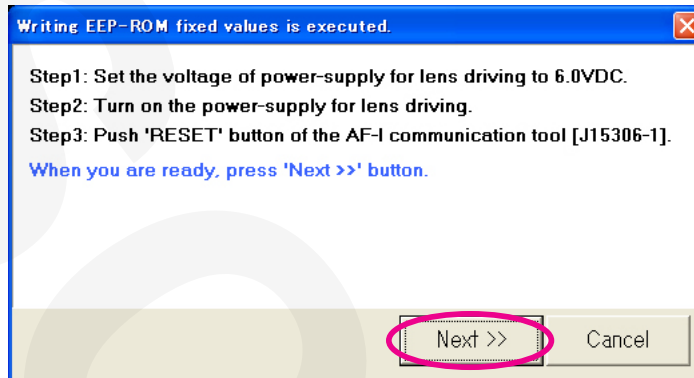 Writing EEP-ROM fixed values is executed.
Step1: Set the voltage of power-supply for lens driving to 6.0VDC.
Step2: Turn on the power-supply for lens driving.
Step3: Push 'RESET' button of the AF-I communication tool [J15306-1].
When you are ready, press 'Next >>' button.
Next >>
Cancel